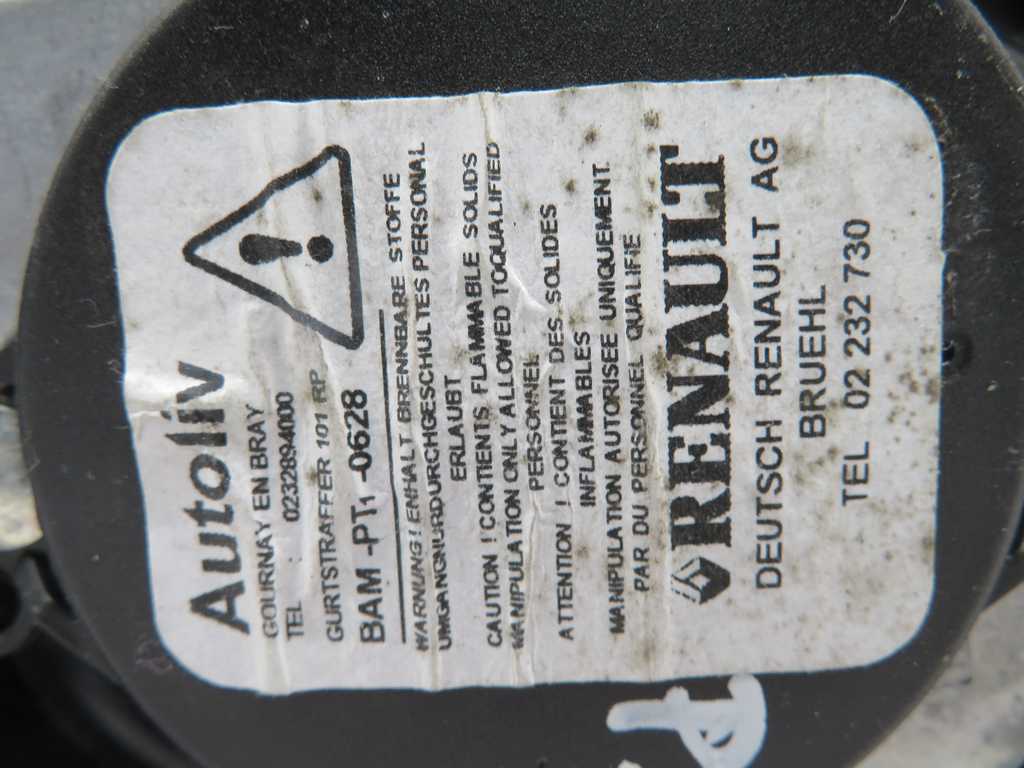 Autoliv
GOURNAY EN BRAY
TEL : 0232894000
GURTSTRAFFER 101 RP
BAM -PT1 -0628
WARNUNG! ENHALT BRENNBARE STOFFE
UMGANGNURDURCHGESCHULTES PERSONAL
ERLAUBT
CAUTION ! CONTIENTS FLAMMABLE SOLIDS
MANIPULATION ONLY ALLOWED TOQUALIFIED
PERSONNEL
ATTENTION ! CONTIENT DES SOLIDES
INFLAMMABLES
MANIPULATION AUTORISEE UNIQUEMENT
PAR DU PERSONNEL QUALIFIE
RENAULT
DEUTSCH RENAULT AG
BRUEHL
TEL 02 232 730
P